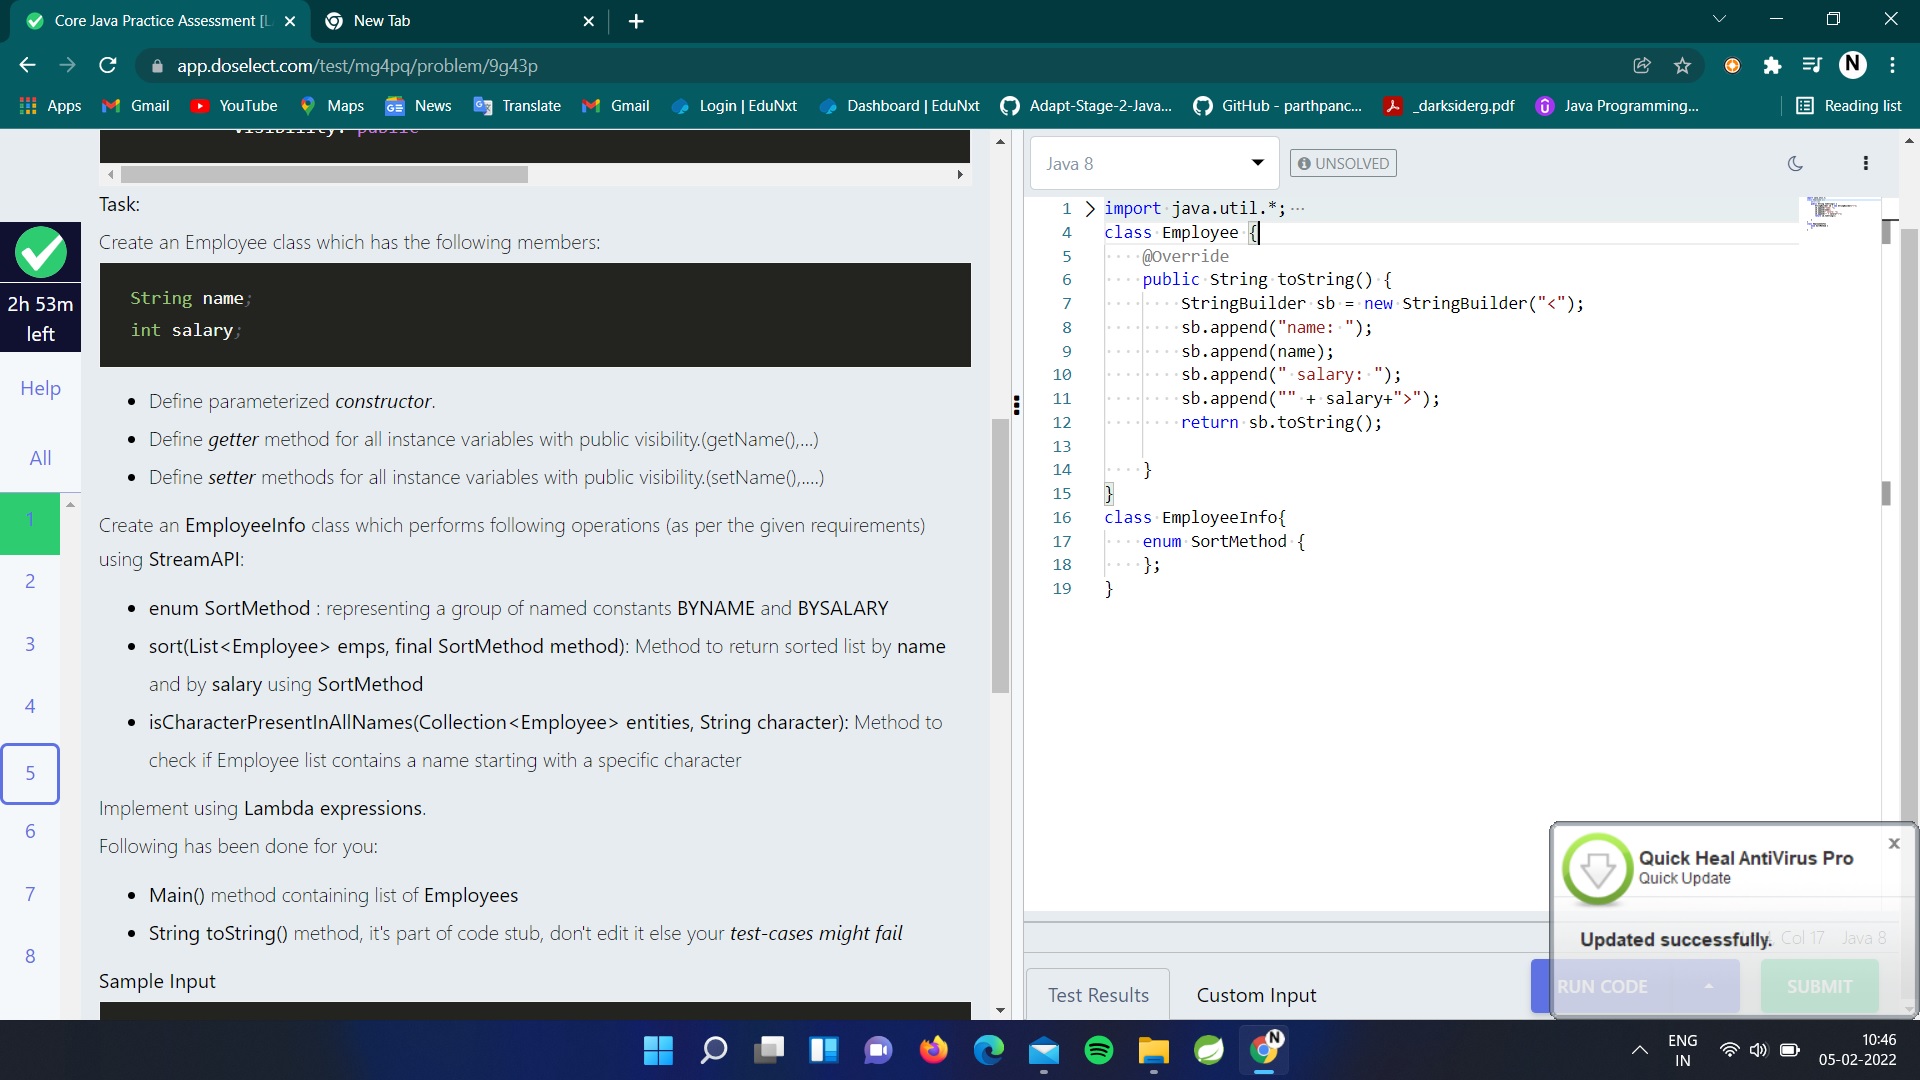 Core Java Practice Assessment [L
New Tab
app.doselect.com/test/mg4pq/problem/9g43p
N
Apps
Gmail
YouTube
Maps
News
Translate
Gmail
Login | EduNxt
Dashboard | EduNxt
Adapt-Stage-2-Java...
GitHub - parthpanc...
_darksiderg.pdf
Java Programming...
Reading list
2h 53m
left
Help
All
1
2
3
4
5
6
7
8
visibility: public
Task:
Create an Employee class which has the following members:
String name;
int salary;
• Define parameterized constructor.
• Define getter method for all instance variables with public visibility.(getName(),...)
• Define setter methods for all instance variables with public visibility.(setName(),....)
Create an EmployeeInfo class which performs following operations (as per the given requirements)
using StreamAPI:
• enum SortMethod : representing a group of named constants BYNAME and BYSALARY
• sort(List<Employee> emps, final SortMethod method): Method to return sorted list by name
and by salary using SortMethod
• isCharacterPresentInAllNames(Collection<Employee> entities, String character): Method to
check if Employee list contains a name starting with a specific character
Implement using Lambda expressions.
Following has been done for you:
• Main() method containing list of Employees
• String toString() method, it's part of code stub, don't edit it else your test-cases might fail
Sample Input
Java 8
UNSOLVED
1 import java.util.*; ...
4 class Employee {
5 @Override
6 public String toString() {
7 StringBuilder sb = new StringBuilder("<");
8 sb.append("name: ");
9 sb.append(name);
10 sb.append(" salary: ");
11 sb.append("" + salary+">");
12 return sb.toString();
13
14 }
15 }
16 class EmployeeInfo{
17 enum SortMethod {
18 };
19 }
Col 17 Java 8
Test Results
Custom Input
RUN CODE
SUBMIT
Quick Heal AntiVirus Pro
Quick Update
Updated successfully.
N
ENG
IN
10:46
05-02-2022